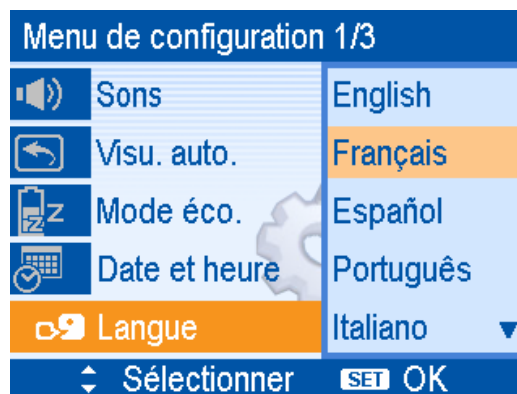 Menu de configuration 1/3
Sons
Visu. auto.
Mode éco.
Date et heure
Langue
English
Français
Español
Português
Italiano
Sélectionner SET OK